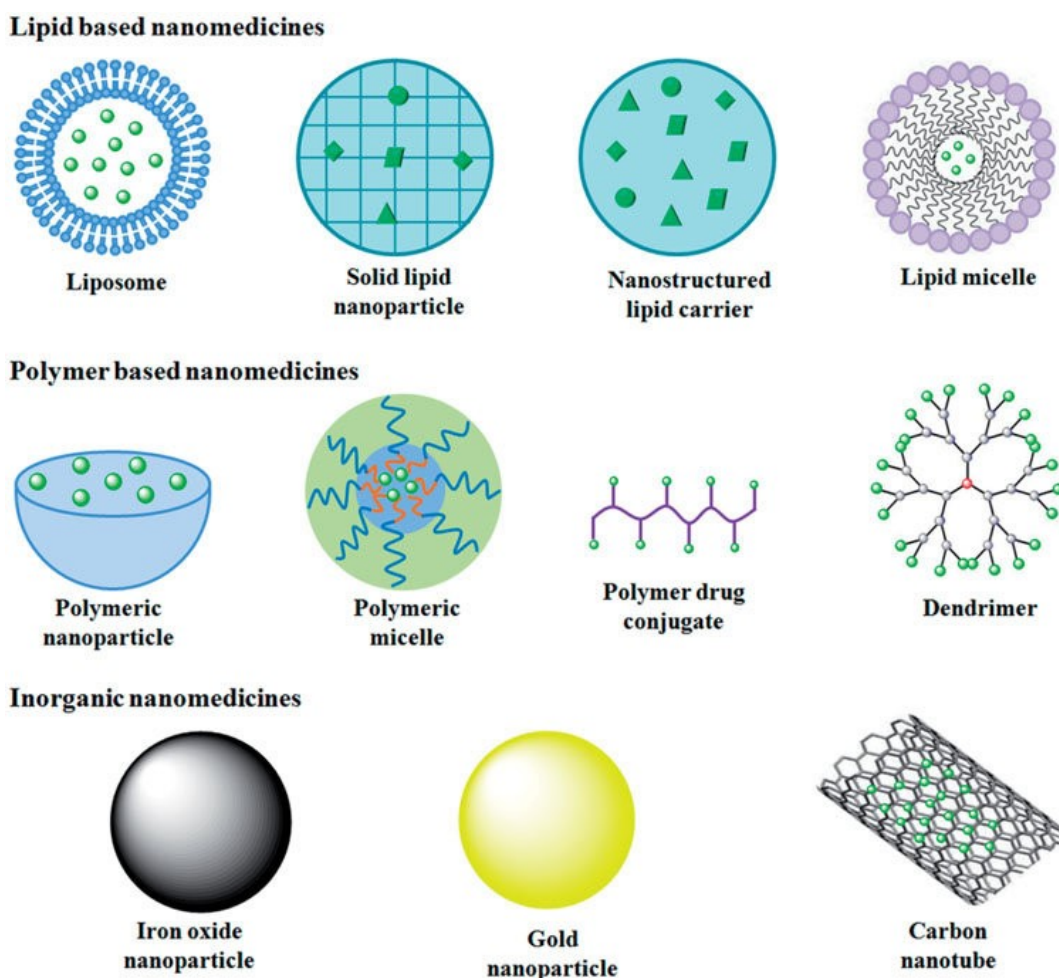 Lipid based nanomedicines
Liposome
Solid lipid
nanoparticle
Nanostructured
lipid carrier
Lipid micelle
Polymer based nanomedicines
Polymeric
nanoparticle
Polymeric
micelle
Polymer drug
conjugate
Dendrimer
Inorganic nanomedicines
Iron oxide
nanoparticle
Gold
nanoparticle
Carbon
nanotube